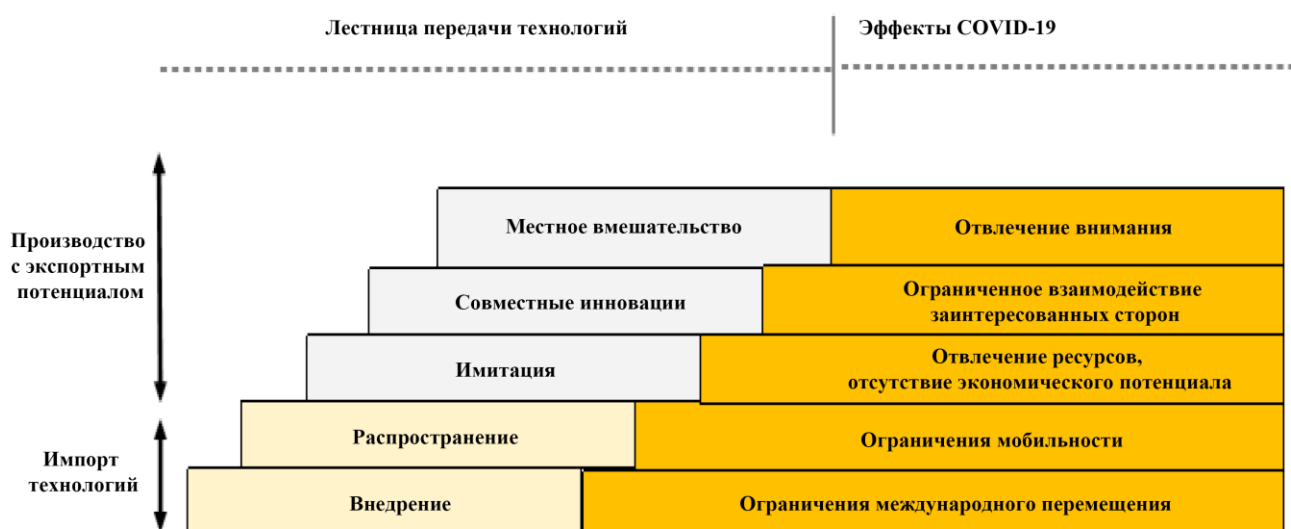 Лестница передачи технологий
Эффекты COVID-19
Производство
с экспортным
потенциалом
Местное вмешательство
Отвлечение внимания
Совместные инновации
Ограниченное взаимодействие
заинтересованных сторон
Имитация
Отвлечение ресурсов,
отсутствие экономического потенциала
Импорт
технологий
Распространение
Ограничения мобильности
Внедрение
Ограничения международного перемещения